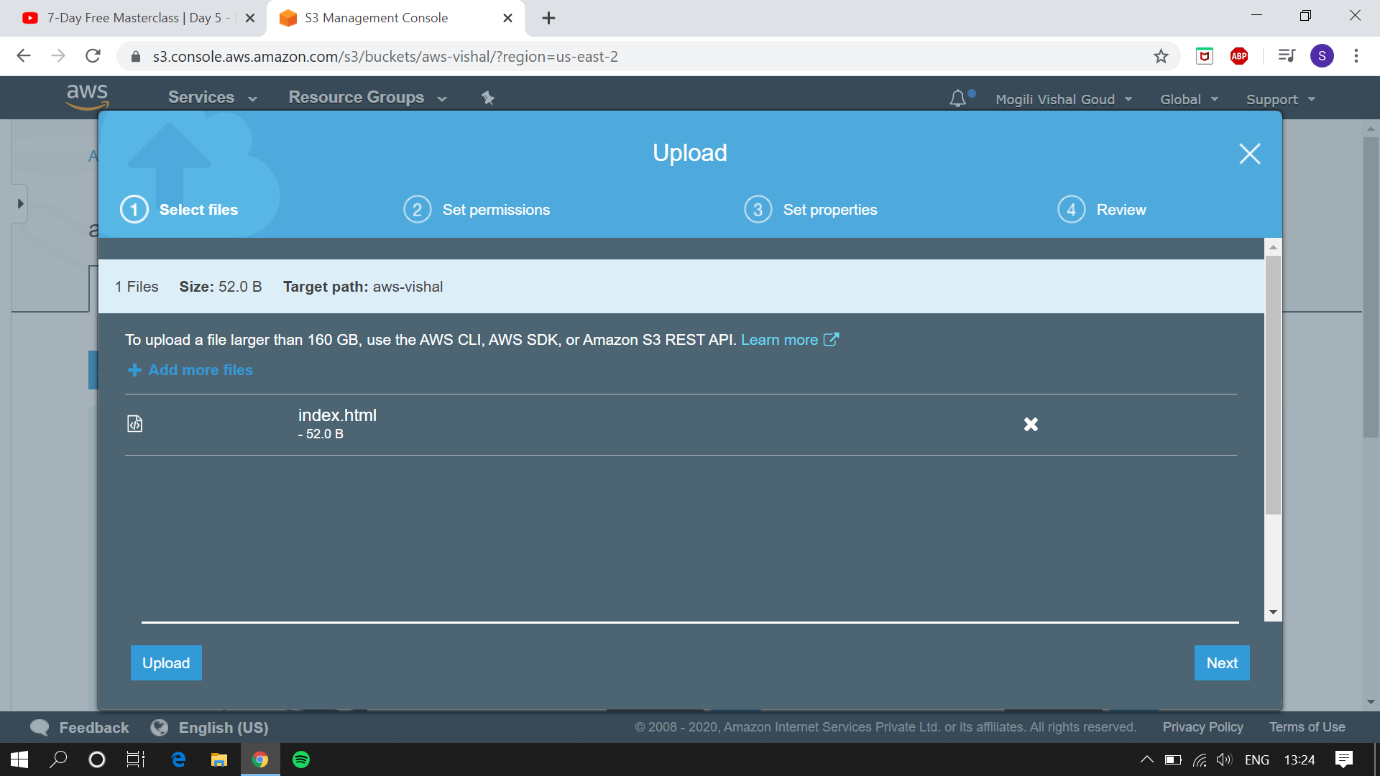 7-Day Free Masterclass | Day 5 -
S3 Management Console
s3.console.aws.amazon.com/s3/buckets/aws-vishal/?region=us-east-2
ABP
S
aws
Services
Resource Groups
Mogili Vishal Goud
Global
Support
Upload
1 Select files
2 Set permissions
3 Set properties
4 Review
1 Files Size: 52.0 B Target path: aws-vishal
To upload a file larger than 160 GB, use the AWS CLI, AWS SDK, or Amazon S3 REST API. Learn more
+ Add more files
index.html
- 52.0 B
Upload
Next
Feedback
English (US)
© 2008 - 2020, Amazon Internet Services Private Ltd. or its affiliates. All rights reserved.
Privacy Policy
Terms of Use
ENG
13:24